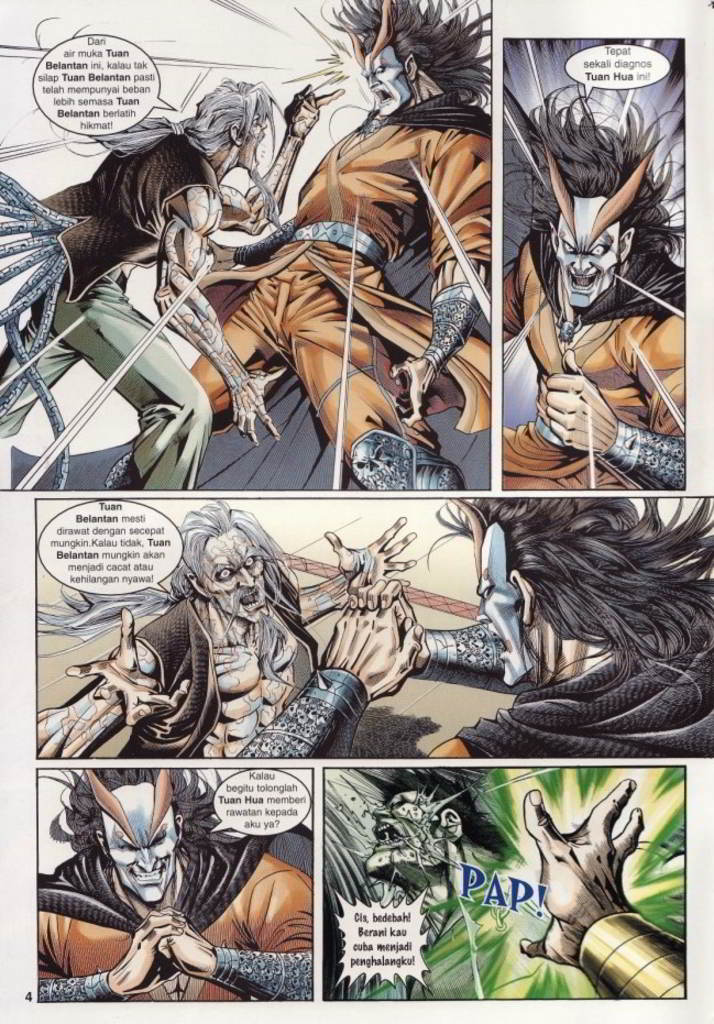 Dari
air muka Tuan
Belantan ini, kalau tak
silap Tuan Belantan pasti
telah mempunyai beban
lebih semasa Tuan
Belantan berlatih
hikmat!
Tepat
sekali diagnos
Tuan Hua ini!
Tuan
Belantan mesti
dirawat dengan secepat
mungkin.Kalau tidak, Tuan
Belantan mungkin akan
menjadi cacat atau
kehilangan nyawa!
Kalau
begitu tolonglah
Tuan Hua memberi
rawatan kepada
aku ya?
PAP!
Cis, bedebah!
Berani kau
cuba menjadi
penghalangku!
4